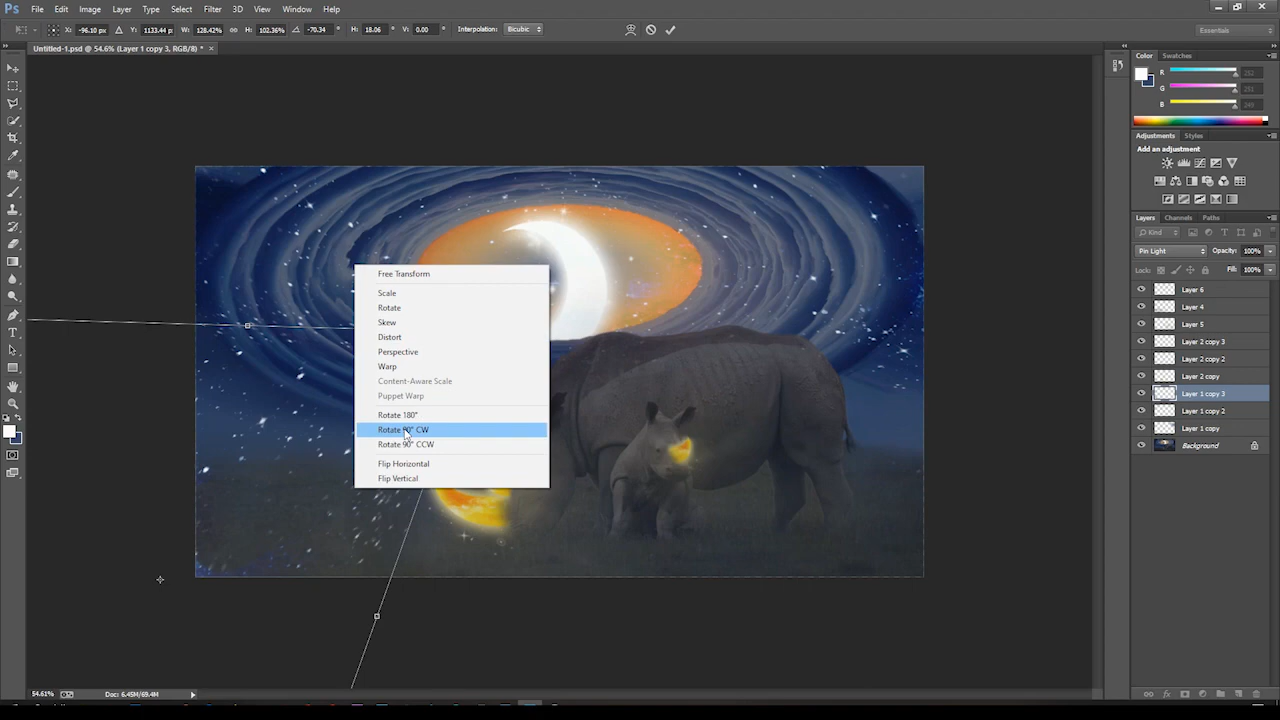 Ps File Edit Image Layer Type Select Filter 3D View Window Help
X: -96.10 px Y: 1133.44 px W: 128.42% H: 102.36% -70.34 ° H: 18.06 ° V: 0.00 ° Interpolation: Bicubic Essentials
Untitled-1.psd @ 54.6% (Layer 1 copy 3, RGB/8) * ×
Color Swatches
R
G
B
Adjustments Styles
Add an adjustment
Layers Channels Paths
Kind
Pin Light Opacity: 100%
Lock: Fill: 100%
Layer 6
Layer 4
Layer 5
Layer 2 copy 3
Layer 2 copy 2
Layer 2 copy
Layer 1 copy 3
Layer 1 copy 2
Layer 1 copy
Background
Free Transform
Scale
Rotate
Skew
Distort
Perspective
Warp
Content-Aware Scale
Puppet Warp
Rotate 180°
Rotate 90° CW
Rotate 90° CCW
Flip Horizontal
Flip Vertical
54.61% Doc: 6.45M/69.4M